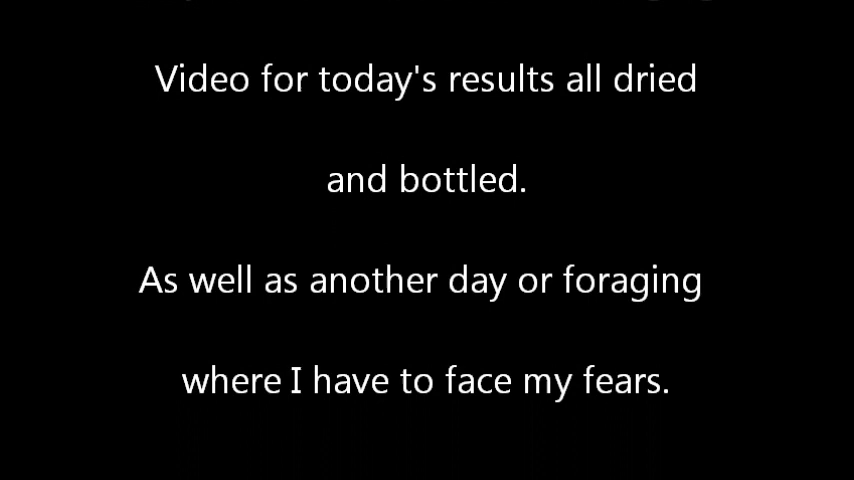 Video for today's results all dried
and bottled.
As well as another day or foraging
where I have to face my fears.